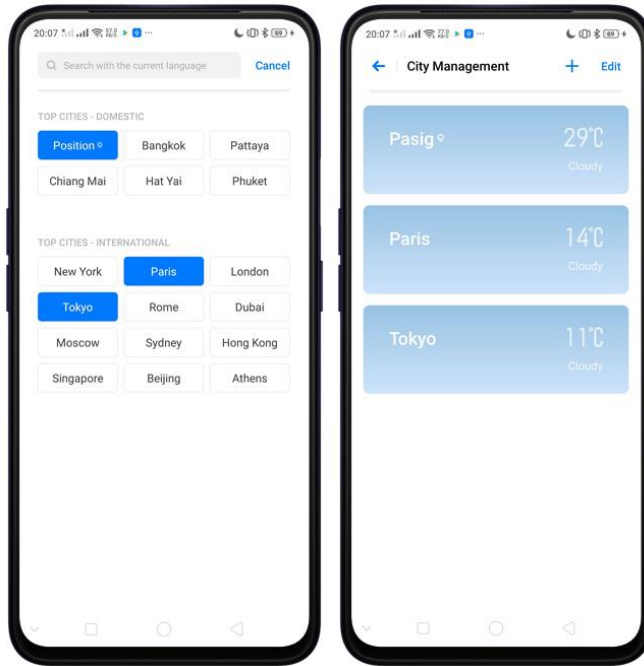 20:07
69
Search with the current language
Cancel
TOP CITIES - DOMESTIC
Position
Bangkok
Pattaya
Chiang Mai
Hat Yai
Phuket
TOP CITIES - INTERNATIONAL
New York
Paris
London
Tokyo
Rome
Dubai
Moscow
Sydney
Hong Kong
Singapore
Beijing
Athens
20:07
69
City Management
Edit
Pasig
29°C
Cloudy
Paris
14°C
Cloudy
Tokyo
11°C
Cloudy